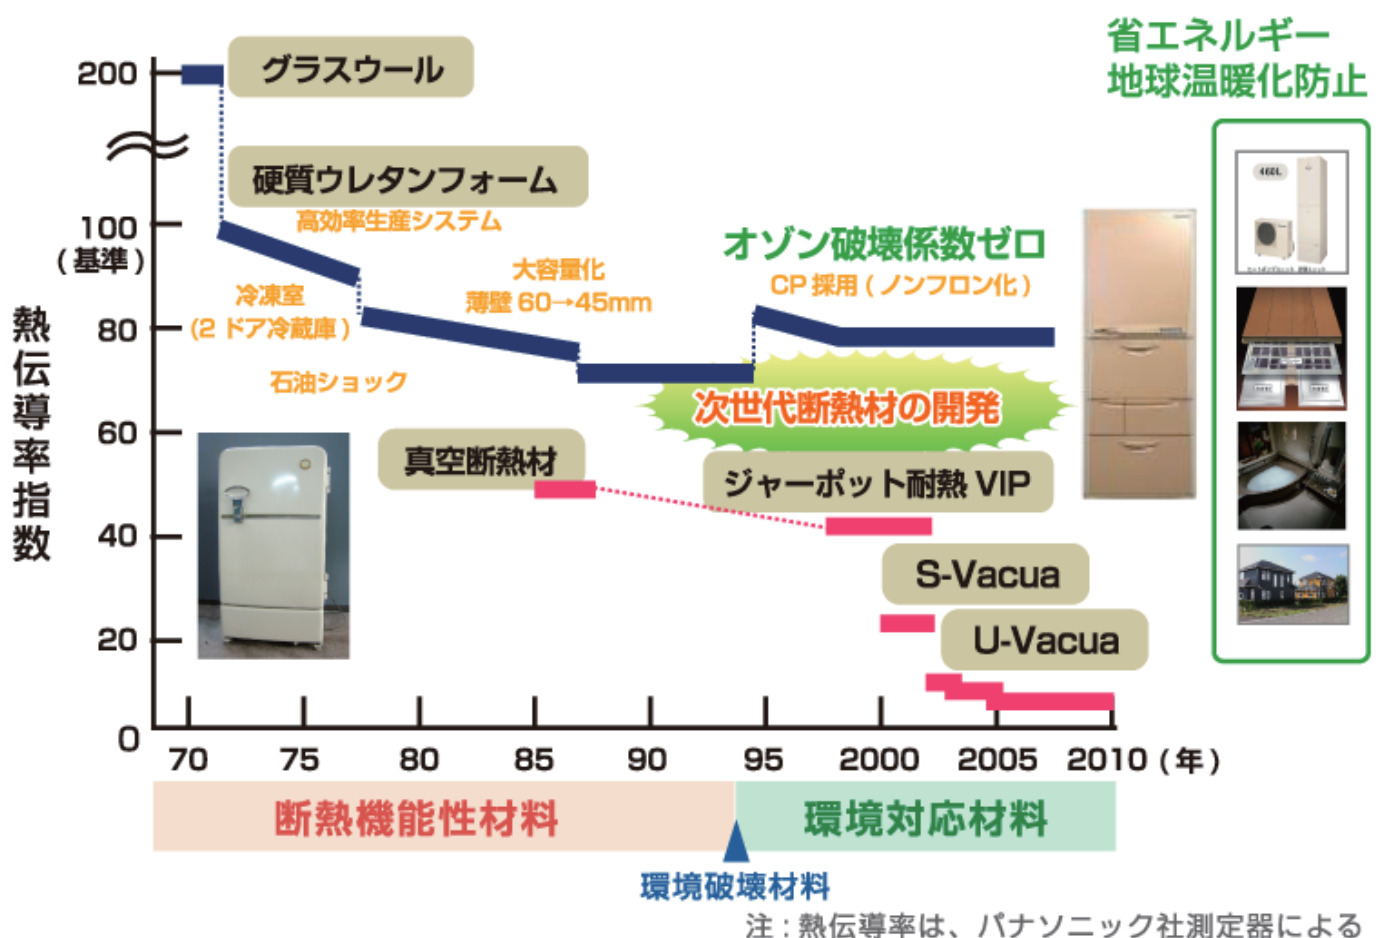 省エネルギー
地球温暖化防止
200
グラスウール
硬質ウレタンフォーム
高効率生産システム
100
(基準)
オゾン破壊係数ゼロ
CP 採用 ( ノンフロン化 )
大容量化
薄壁 60→45mm
冷凍室
(2 ドア冷蔵庫 )
80
石油ショック
次世代断熱材の開発
熱伝導率指数
60
真空断熱材
ジャーポット耐熱 VIP
40
S-Vacua
20
U-Vacua
0
70 75 80 85 90 95 2000 2005 2010 ( 年 )
460L
断熱機能性材料
環境対応材料
環境破壊材料
注 : 熱伝導率は、パナソニック社測定器による